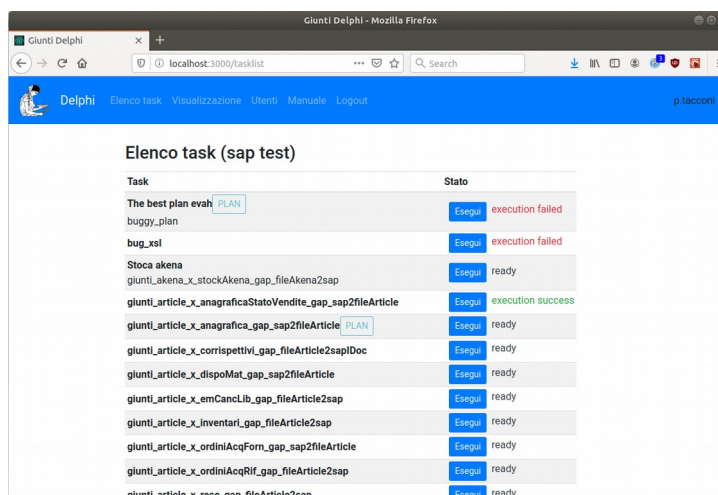 Giunti Delphi - Mozilla Firefox
Giunti Delphi
localhost:3000/tasklist
Search
3
Delphi Elenco task Visualizzazione Utenti Manuale Logout p.tacconi
Elenco task (sap test)
Task Stato
The best plan evah PLAN Esegui execution failed
buggy_plan
bug_xsl Esegui execution failed
Stoca akena Esegui ready
giunti_akena_x_stockAkena_gap_fileAkena2sap
giunti_article_x_anagraficaStatoVendite_gap_sap2fileArticle Esegui execution success
giunti_article_x_anagrafica_gap_sap2fileArticle PLAN Esegui ready
giunti_article_x_corrispettivi_gap_fileArticle2sapIDoc Esegui ready
giunti_article_x_dispoMat_gap_sap2fileArticle Esegui ready
giunti_article_x_emCancLib_gap_fileArticle2sap Esegui ready
giunti_article_x_inventari_gap_fileArticle2sap Esegui ready
giunti_article_x_ordiniAcqForn_gap_sap2fileArticle Esegui ready
giunti_article_x_ordiniAcqRif_gap_fileArticle2sap Esegui ready
giunti_article_x_reso_gap_fileArticle2sap Esegui ready